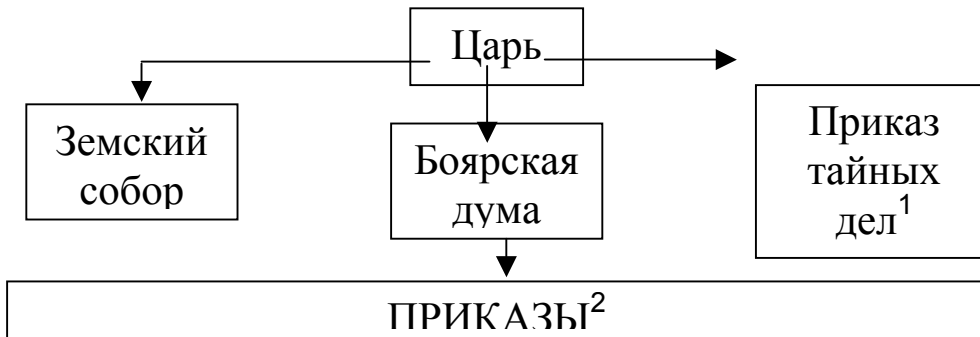 Царь
Земский
собор
Боярская
дума
Приказ
тайных
дел1
ПРИКАЗЫ2